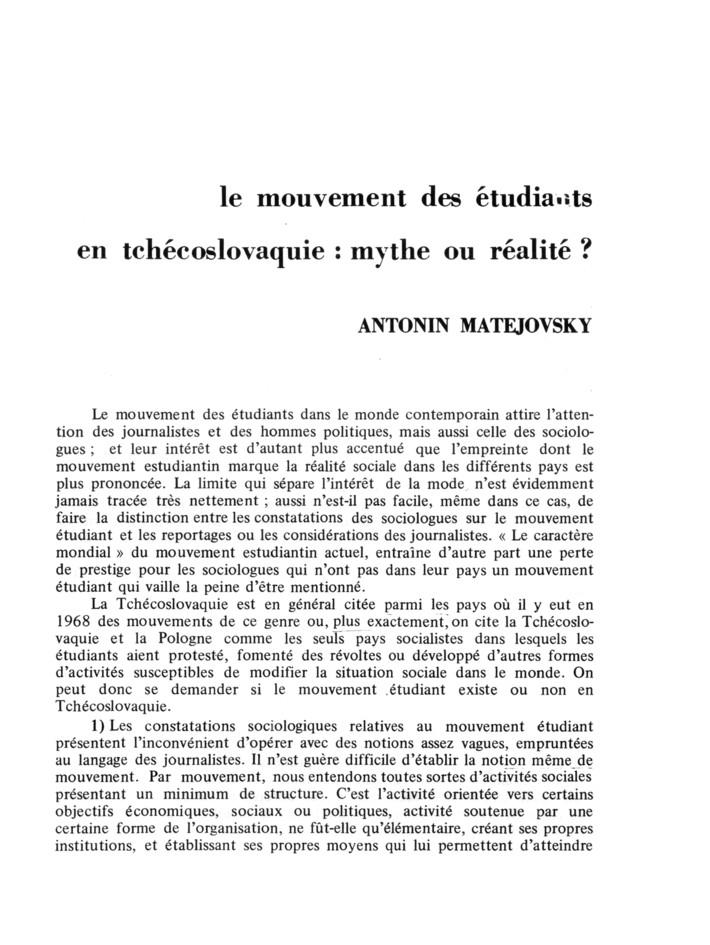 le mouvement des étudiants
en tchécoslovaquie : mythe ou réalité ?
ANTONIN MATEJOVSKY
Le mouvement des étudiants dans le monde contemporain attire l'atten-
tion des journalistes et des hommes politiques, mais aussi celle des sociolo-
gues ; et leur intérêt est d'autant plus accentué que l'empreinte dont le
mouvement estudiantin marque la réalité sociale dans les différents pays est
plus prononcée. La limite qui sépare l'intérêt de la mode n'est évidemment
jamais tracée très nettement ; aussi n'est-il pas facile, même dans ce cas, de
faire la distinction entre les constatations des sociologues sur le mouvement
étudiant et les reportages ou les considérations des journalistes. « Le caractère
mondial » du mouvement estudiantin actuel, entraîne d'autre part une perte
de prestige pour les sociologues qui n'ont pas dans leur pays un mouvement
étudiant qui vaille la peine d'être mentionné.
La Tchécoslovaquie est en général citée parmi les pays où il y eut en
1968 des mouvements de ce genre ou, plus exactement, on cite la Tchécoslo-
vaquie et la Pologne comme les seuls pays socialistes dans lesquels les
étudiants aient protesté, fomenté des révoltes ou développé d'autres formes
d'activités susceptibles de modifier la situation sociale dans le monde. On
peut donc se demander si le mouvement étudiant existe ou non en
Tchécoslovaquie.
1) Les constatations sociologiques relatives au mouvement étudiant
présentent l'inconvénient d'opérer avec des notions assez vagues, empruntées
au langage des journalistes. Il n'est guère difficile d'établir la notion même de
mouvement. Par mouvement, nous entendons toutes sortes d'activités sociales
présentant un minimum de structure. C'est l'activité orientée vers certains
objectifs économiques, sociaux ou politiques, activité soutenue par une
certaine forme de l'organisation, ne fût-elle qu'élémentaire, créant ses propres
institutions, et établissant ses propres moyens qui lui permettent d'atteindre